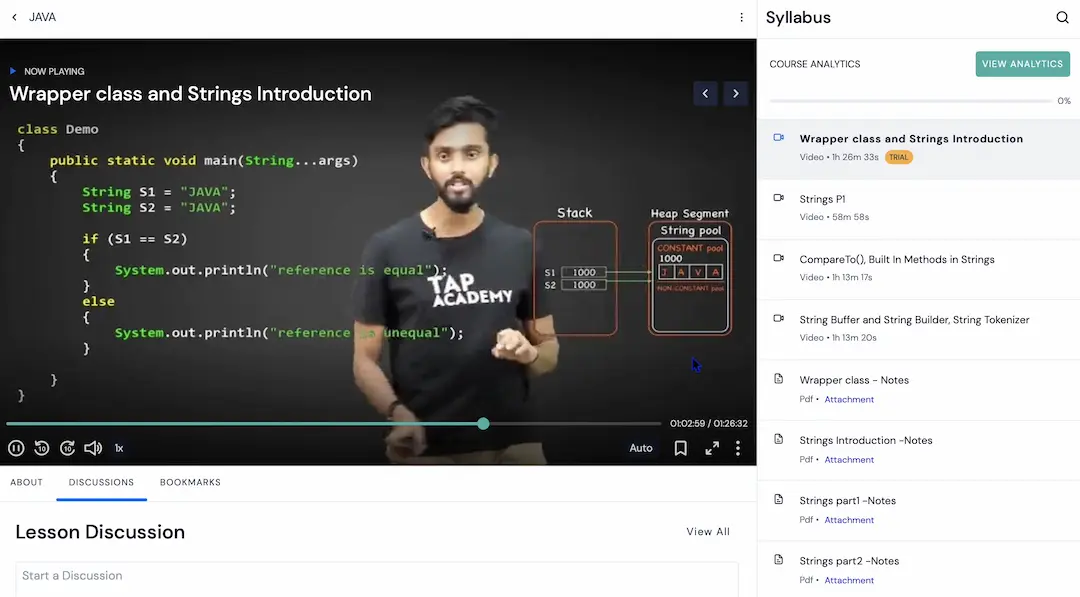 JAVA
NOW PLAYING
Wrapper class and Strings Introduction
class Demo
{
public static void main(String...args)
{
String S1 = "JAVA";
String S2 = "JAVA";
if (S1 == S2)
{
System.out.println("reference is equal");
}
else
{
System.out.println("reference is unequal");
}
}
}
TAP
ACADEMY
Stack
S1 1000
S2 1000
Heap Segment
String pool
CONSTANT pool
1000
J A V A
NON-CONSTANT pool
01:02:59 / 01:26:32
10 10 1x
Auto
ABOUT DISCUSSIONS BOOKMARKS
Lesson Discussion View All
Start a Discussion
Syllabus
COURSE ANALYTICS VIEW ANALYTICS
0%
Wrapper class and Strings Introduction
Video • 1h 26m 33s TRIAL
Strings P1
Video • 58m 58s
CompareTo(), Built In Methods in Strings
Video • 1h 13m 17s
String Buffer and String Builder, String Tokenizer
Video • 1h 13m 20s
Wrapper class - Notes
Pdf • Attachment
Strings Introduction -Notes
Pdf • Attachment
Strings part1 -Notes
Pdf • Attachment
Strings part2 -Notes
Pdf • Attachment